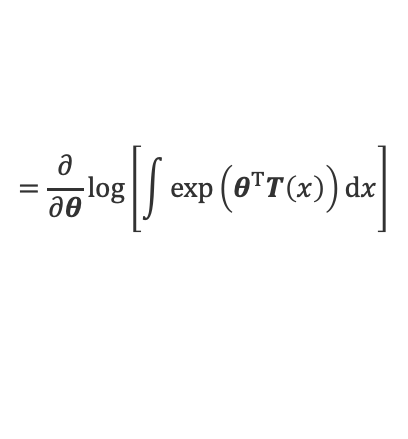 = ∂/∂𝜽 log[∫ exp(𝜽ᵀ𝑻(𝑥)) d𝑥]